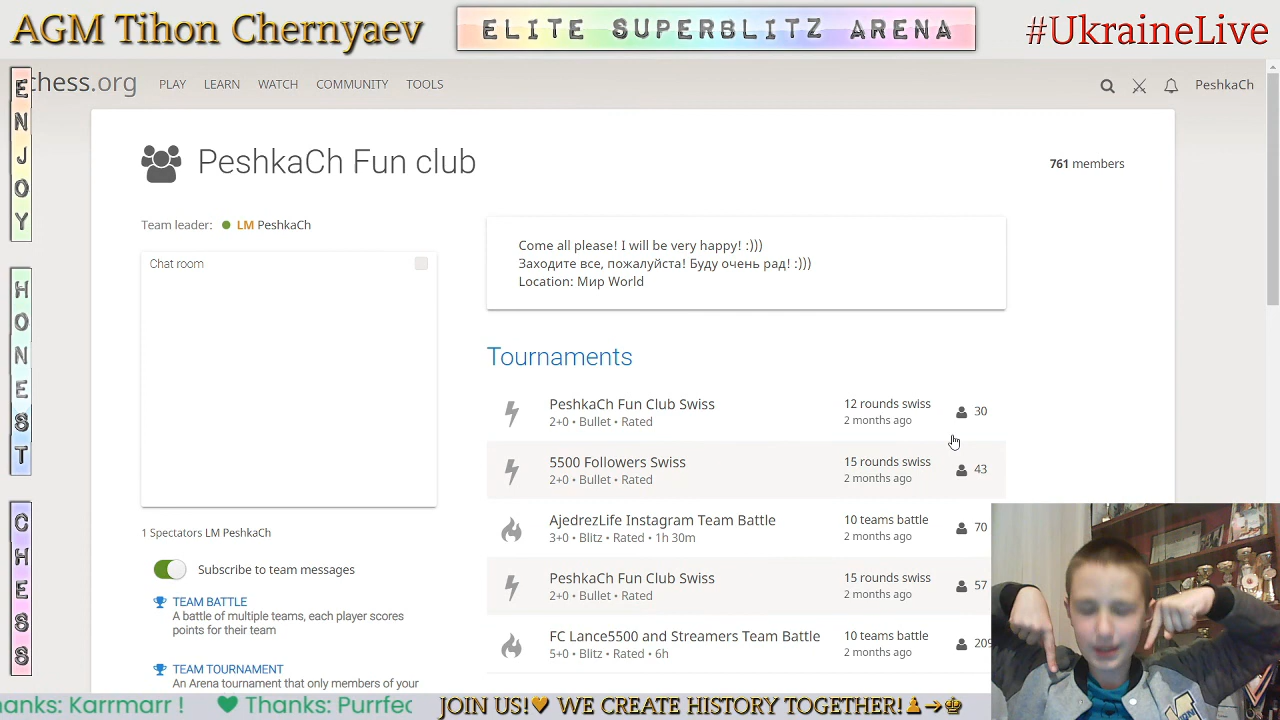 AGM Tihon Chernyaev
ELITE SUPERBLITZ ARENA
#UkraineLive
ENJOY
HONEST
CHESS
chess.org
PLAY
LEARN
WATCH
COMMUNITY
TOOLS
PeshkaCh
PeshkaCh Fun club
761 members
Team leader:
LM PeshkaCh
Chat room
Come all please! I will be very happy! :)))
Заходите все, пожалуйста! Буду очень рад! :)))
Location: Мир World
Tournaments
PeshkaCh Fun Club Swiss
2+0 • Bullet • Rated
12 rounds swiss
2 months ago
30
5500 Followers Swiss
2+0 • Bullet • Rated
15 rounds swiss
2 months ago
43
AjedrezLife Instagram Team Battle
3+0 • Blitz • Rated • 1h 30m
10 teams battle
2 months ago
70
PeshkaCh Fun Club Swiss
2+0 • Bullet • Rated
15 rounds swiss
2 months ago
57
FC Lance5500 and Streamers Team Battle
5+0 • Blitz • Rated • 6h
10 teams battle
2 months ago
1 Spectators LM PeshkaCh
Subscribe to team messages
TEAM BATTLE
A battle of multiple teams, each player scores
points for their team
TEAM TOURNAMENT
An Arena tournament that only members of your
Thanks: Karrmarr !
Thanks:
JOIN US!🧡 WE CREATE HISTORY TOGETHER!♟→♚